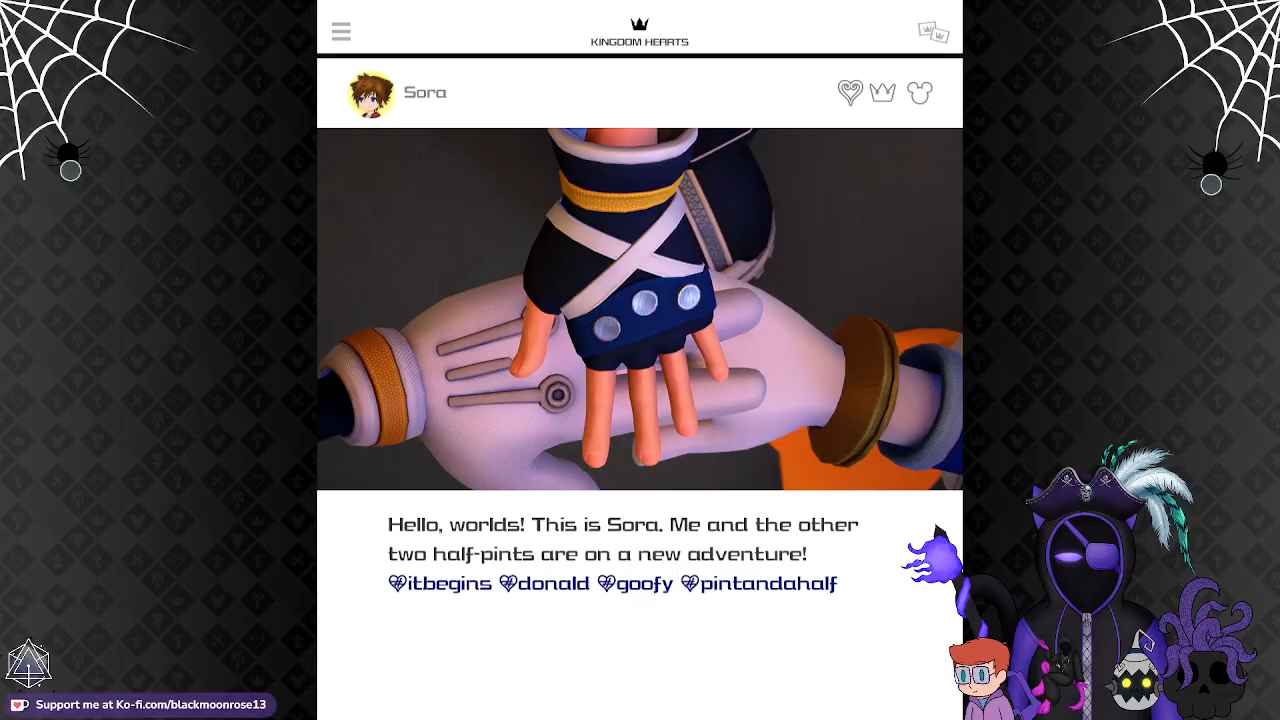 KINGDOM HEARTS
Sora
Hello, worlds! This is Sora. Me and the other
two half-pints are on a new adventure!
itbegins donald goofy pintandahalf
Support me at Ko-fi.com/blackmoonrose13